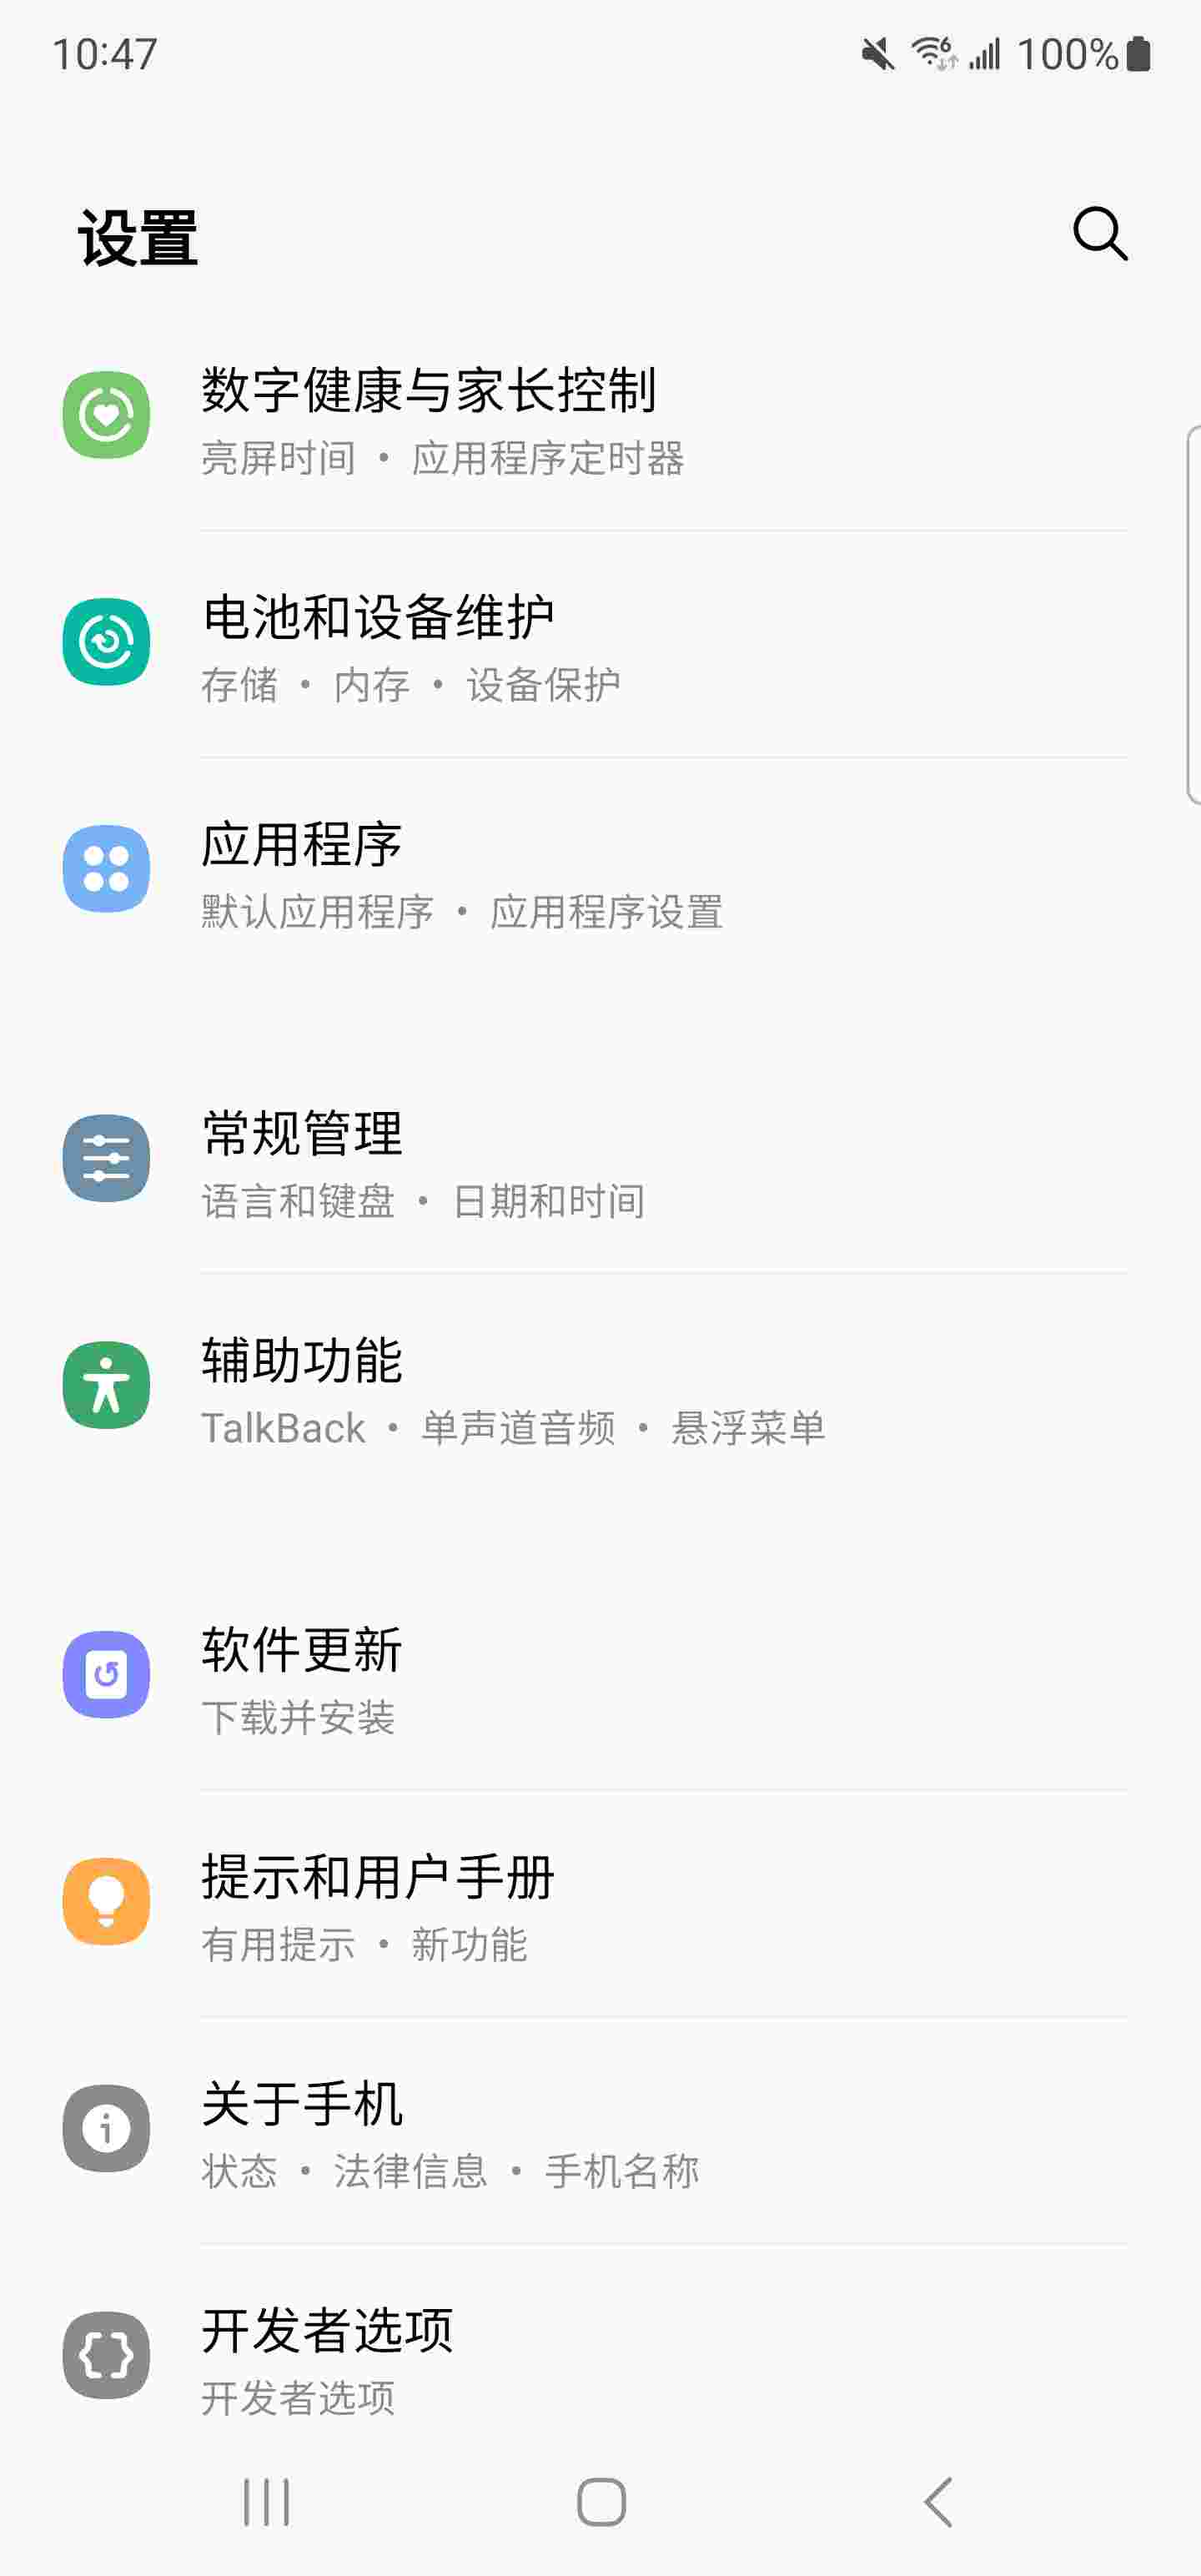 10:47
6 100%
设置
数字健康与家长控制
亮屏时间 • 应用程序定时器
电池和设备维护
存储 • 内存 • 设备保护
应用程序
默认应用程序 • 应用程序设置
常规管理
语言和键盘 • 日期和时间
辅助功能
TalkBack • 单声道音频 • 悬浮菜单
软件更新
下载并安装
提示和用户手册
有用提示 • 新功能
关于手机
状态 • 法律信息 • 手机名称
开发者选项
开发者选项